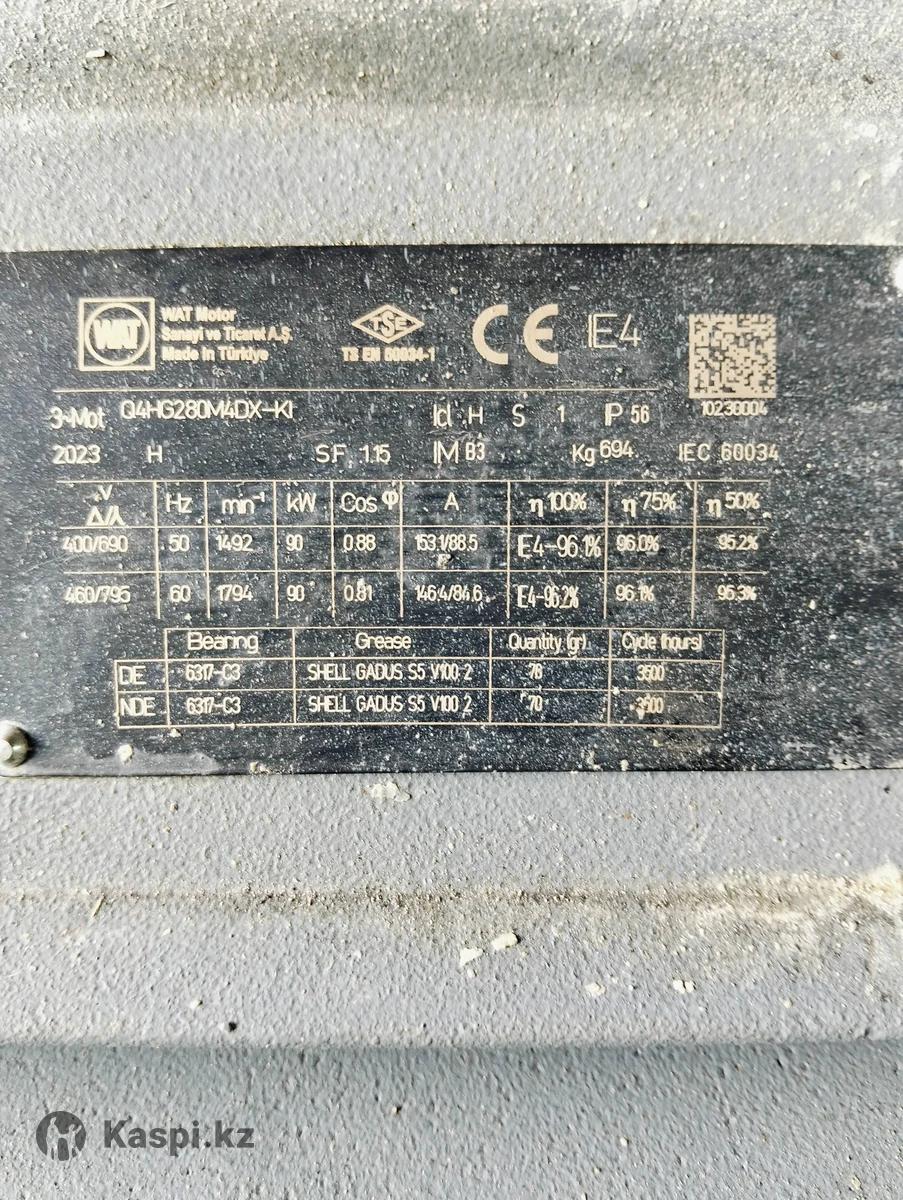 WAT
WAT Motor
Sanayi ve Ticaret A.Ş.
Made in Türkiye
TSE
TS EN 60034-1
CE
IE4
3~Mot Q4HG280M4DX-KI Icl H S 1 IP 56 10236004
2023 H S.F. 1.15 IM B3 Kg 694 IEC 60034
V Δ/⅄ Hz min⁻¹ kW Cos φ A η 100% η 75% η 50%
400/690 50 1492 90 0.88 153.1/88.5 IE4-96.1% 96.0% 95.2%
460/795 60 1794 90 0.81 146.4/84.6 IE4-96.2% 96.1% 95.3%
Bearing Grease Quantity (gr) Cycle (hours)
DE 6317-C3 SHELL GADUS S5 V100 2 78 3500
NDE 6317-C3 SHELL GADUS S5 V100 2 70 3500
Kaspi.kz